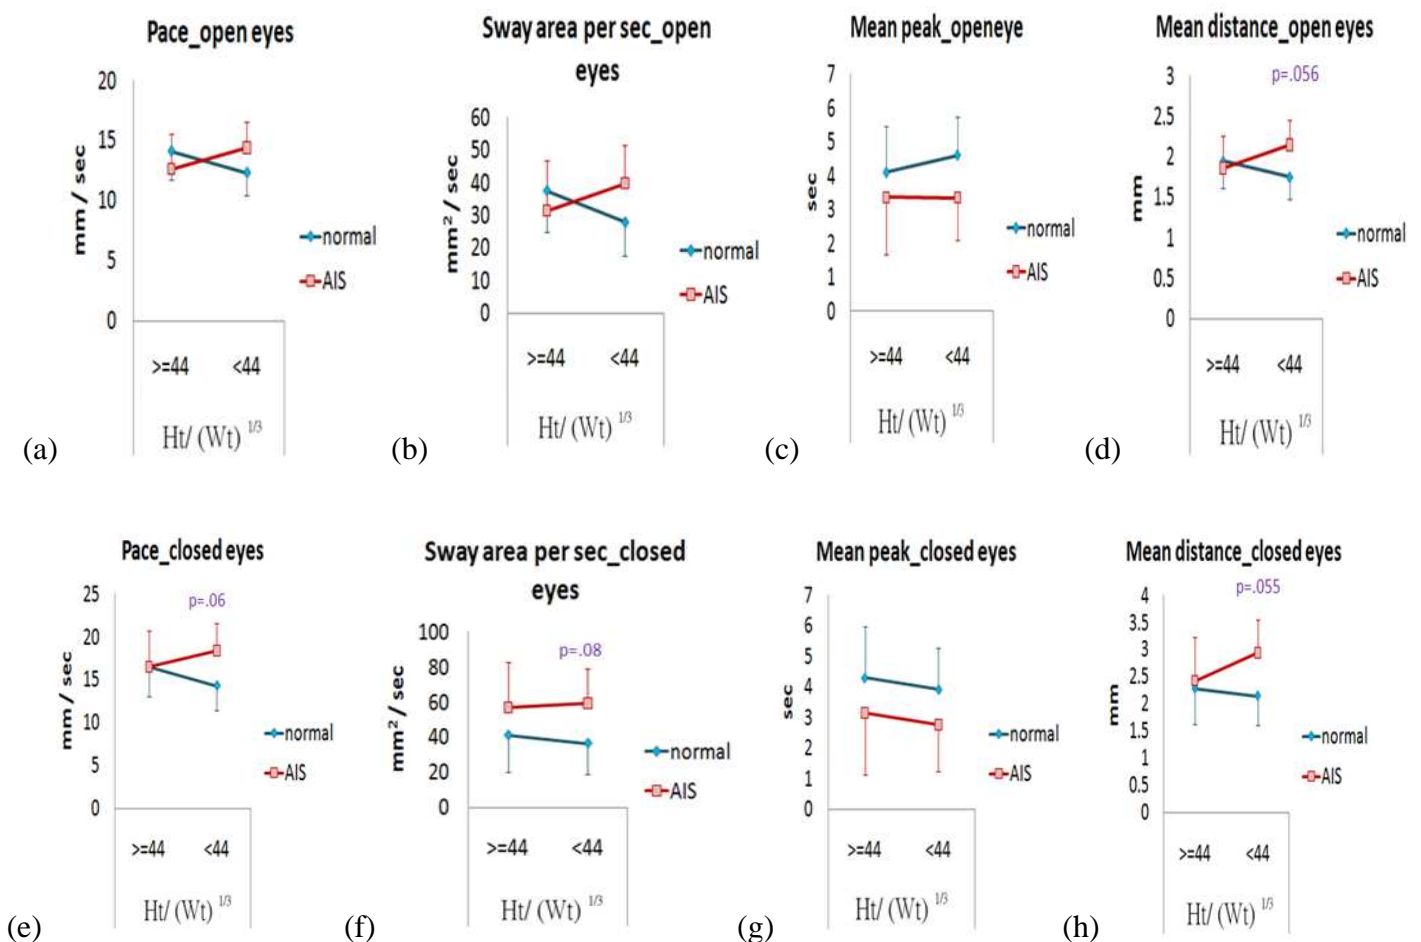 Pace_open eyes
20
15
10
5
0
mm / sec
normal
AIS
>=44 <44
Ht/ (Wt) 1/3
(a)
Sway area per sec_open
eyes
60
50
40
30
20
10
0
mm² / sec
normal
AIS
>=44 <44
Ht/ (Wt) 1/3
(b)
Mean peak_openeye
7
6
5
4
3
2
1
0
sec
normal
AIS
>=44 <44
Ht/ (Wt) 1/3
(c)
Mean distance_open eyes
p=.056
3
2.5
2
1.5
1
0.5
0
mm
normal
AIS
>=44 <44
Ht/ (Wt) 1/3
(d)
Pace_closed eyes
p=.06
25
20
15
10
5
0
mm / sec
normal
AIS
>=44 <44
Ht/ (Wt) 1/3
(e)
Sway area per sec_closed
eyes
p=.08
100
80
60
40
20
0
mm² / sec
normal
AIS
>=44 <44
Ht/ (Wt) 1/3
(f)
Mean peak_closed eyes
7
6
5
4
3
2
1
0
sec
normal
AIS
>=44 <44
Ht/ (Wt) 1/3
(g)
Mean distance_closed eyes
p=.055
4
3.5
3
2.5
2
1.5
1
0.5
0
mm
normal
AIS
>=44 <44
Ht/ (Wt) 1/3
(h)